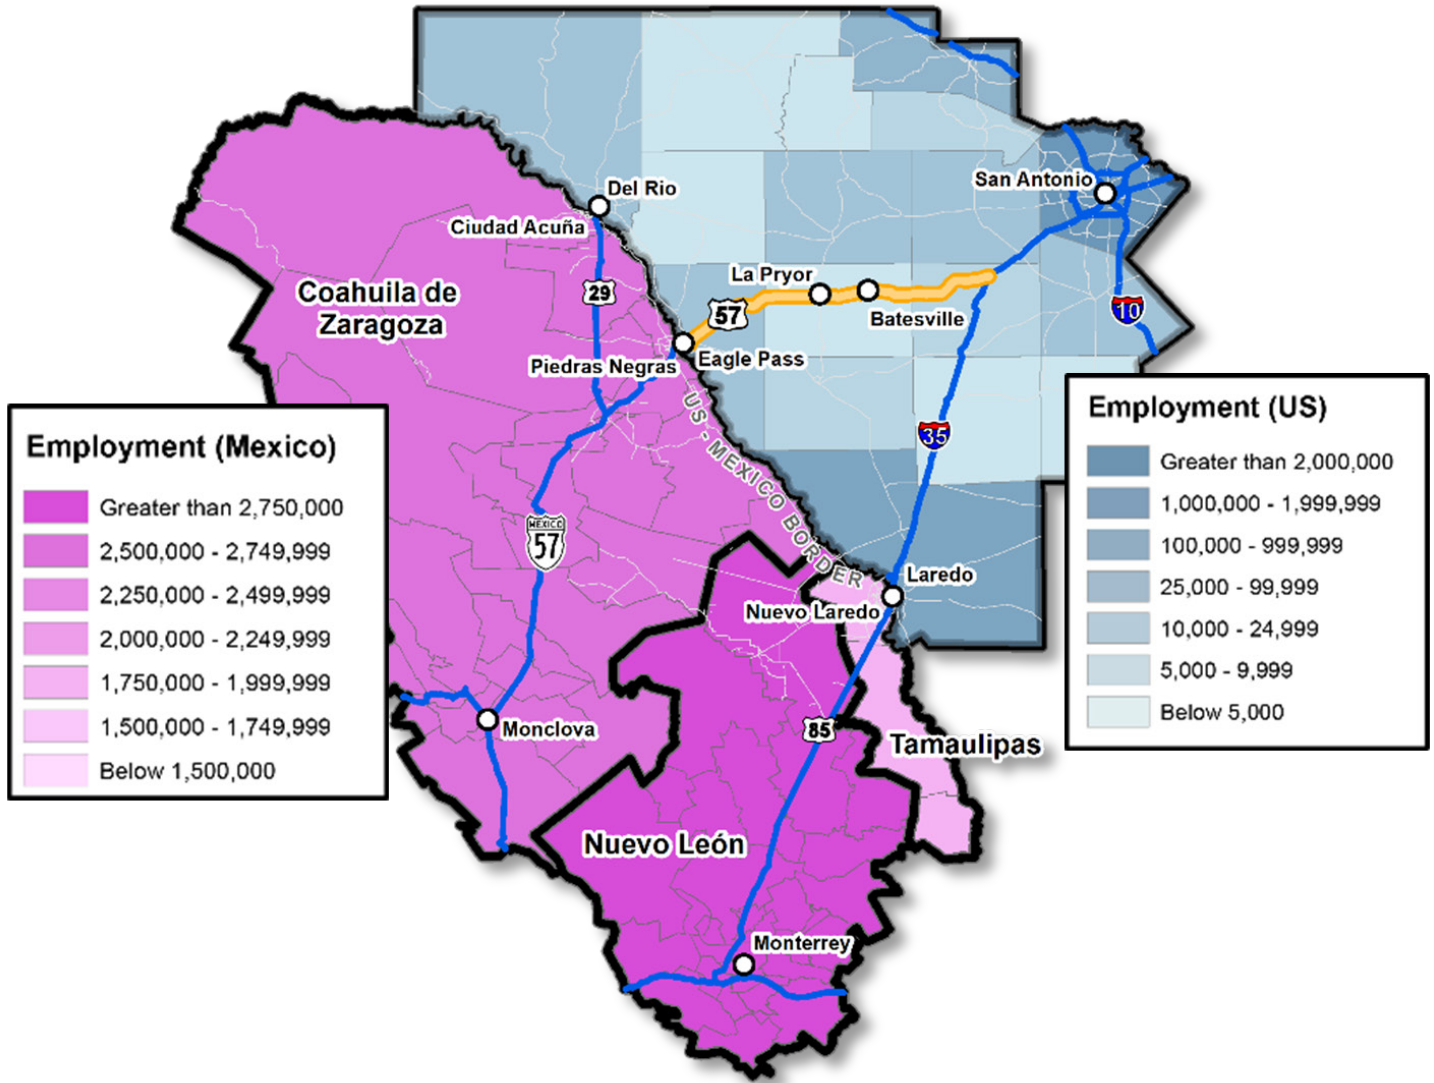 San Antonio
Del Rio
Ciudad Acuña
La Pryor
Coahuila de
Zaragoza
29
57
Batesville
10
Piedras Negras
Eagle Pass
US - MEXICO BORDER
35
MEXICO
57
Laredo
Nuevo Laredo
Monclova
85
Tamaulipas
Nuevo León
Monterrey
Employment (Mexico)
Greater than 2,750,000
2,500,000 - 2,749,999
2,250,000 - 2,499,999
2,000,000 - 2,249,999
1,750,000 - 1,999,999
1,500,000 - 1,749,999
Below 1,500,000
Employment (US)
Greater than 2,000,000
1,000,000 - 1,999,999
100,000 - 999,999
25,000 - 99,999
10,000 - 24,999
5,000 - 9,999
Below 5,000